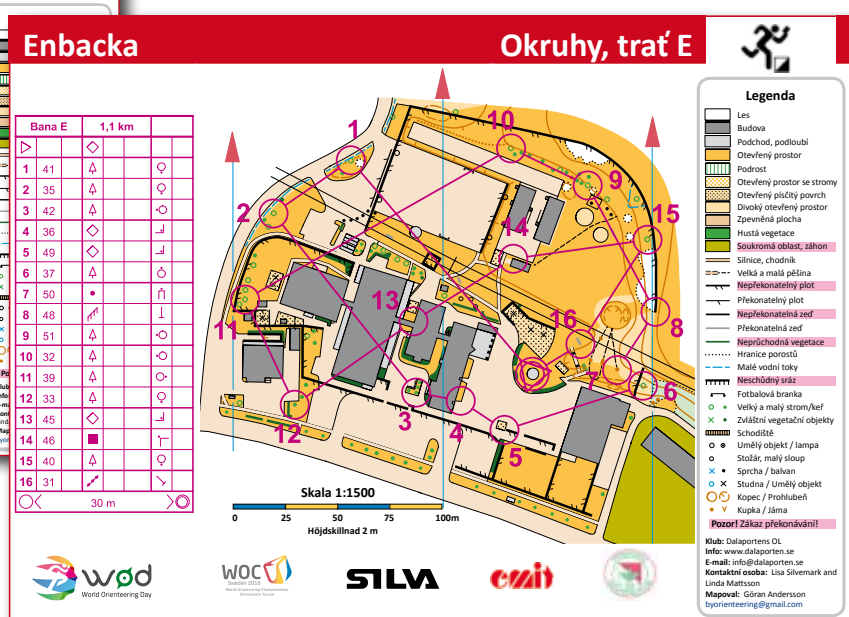 Enbacka
Okruhy, trať E
Bana E 1,1 km
1 41
2 35
3 42
4 36
5 49
6 37
7 50
8 48
9 51
10 32
11 39
12 33
13 45
14 46
15 40
16 31
30 m
1
2
3
4
5
6
7
8
9
10
11
12
13
14
15
16
Skala 1:1500
0 25 50 75 100m
Höjdskillnad 2 m
Legenda
Les
Budova
Podchod, podloubí
Otevřený prostor
Podrost
Otevřený prostor se stromy
Otevřený písčitý povrch
Divoký otevřený prostor
Zpevněná plocha
Hustá vegetace
Soukromá oblast, záhon
Silnice, chodník
Velká a malá pěšina
Nepřekonatelný plot
Překonatelný plot
Nepřekonatelná zeď
Překonatelná zeď
Neprůchodná vegetace
Hranice porostů
Malé vodní toky
Neschůdný sráz
Fotbalová branka
Velký a malý strom/keř
Zvláštní vegetační objekty
Schodiště
Umělý objekt / lampa
Stožár, malý sloup
Sprcha / balvan
Studna / Umělý objekt
Kopec / Prohlubeň
Kupka / Jáma
Pozor! Zákaz překonávání!
Klub: Dalaportens OL
Info: www.dalaporten.se
E-mail: info@dalaporten.se
Kontaktní osoba: Lisa Silvemark and
Linda Mattsson
Mapoval: Göran Andersson
byorienteering@gmail.com
wod
World Orienteering Day
WOC
Sweden 2016
World Orienteering Championships
Strömstad – Tanum
SILVA
emit